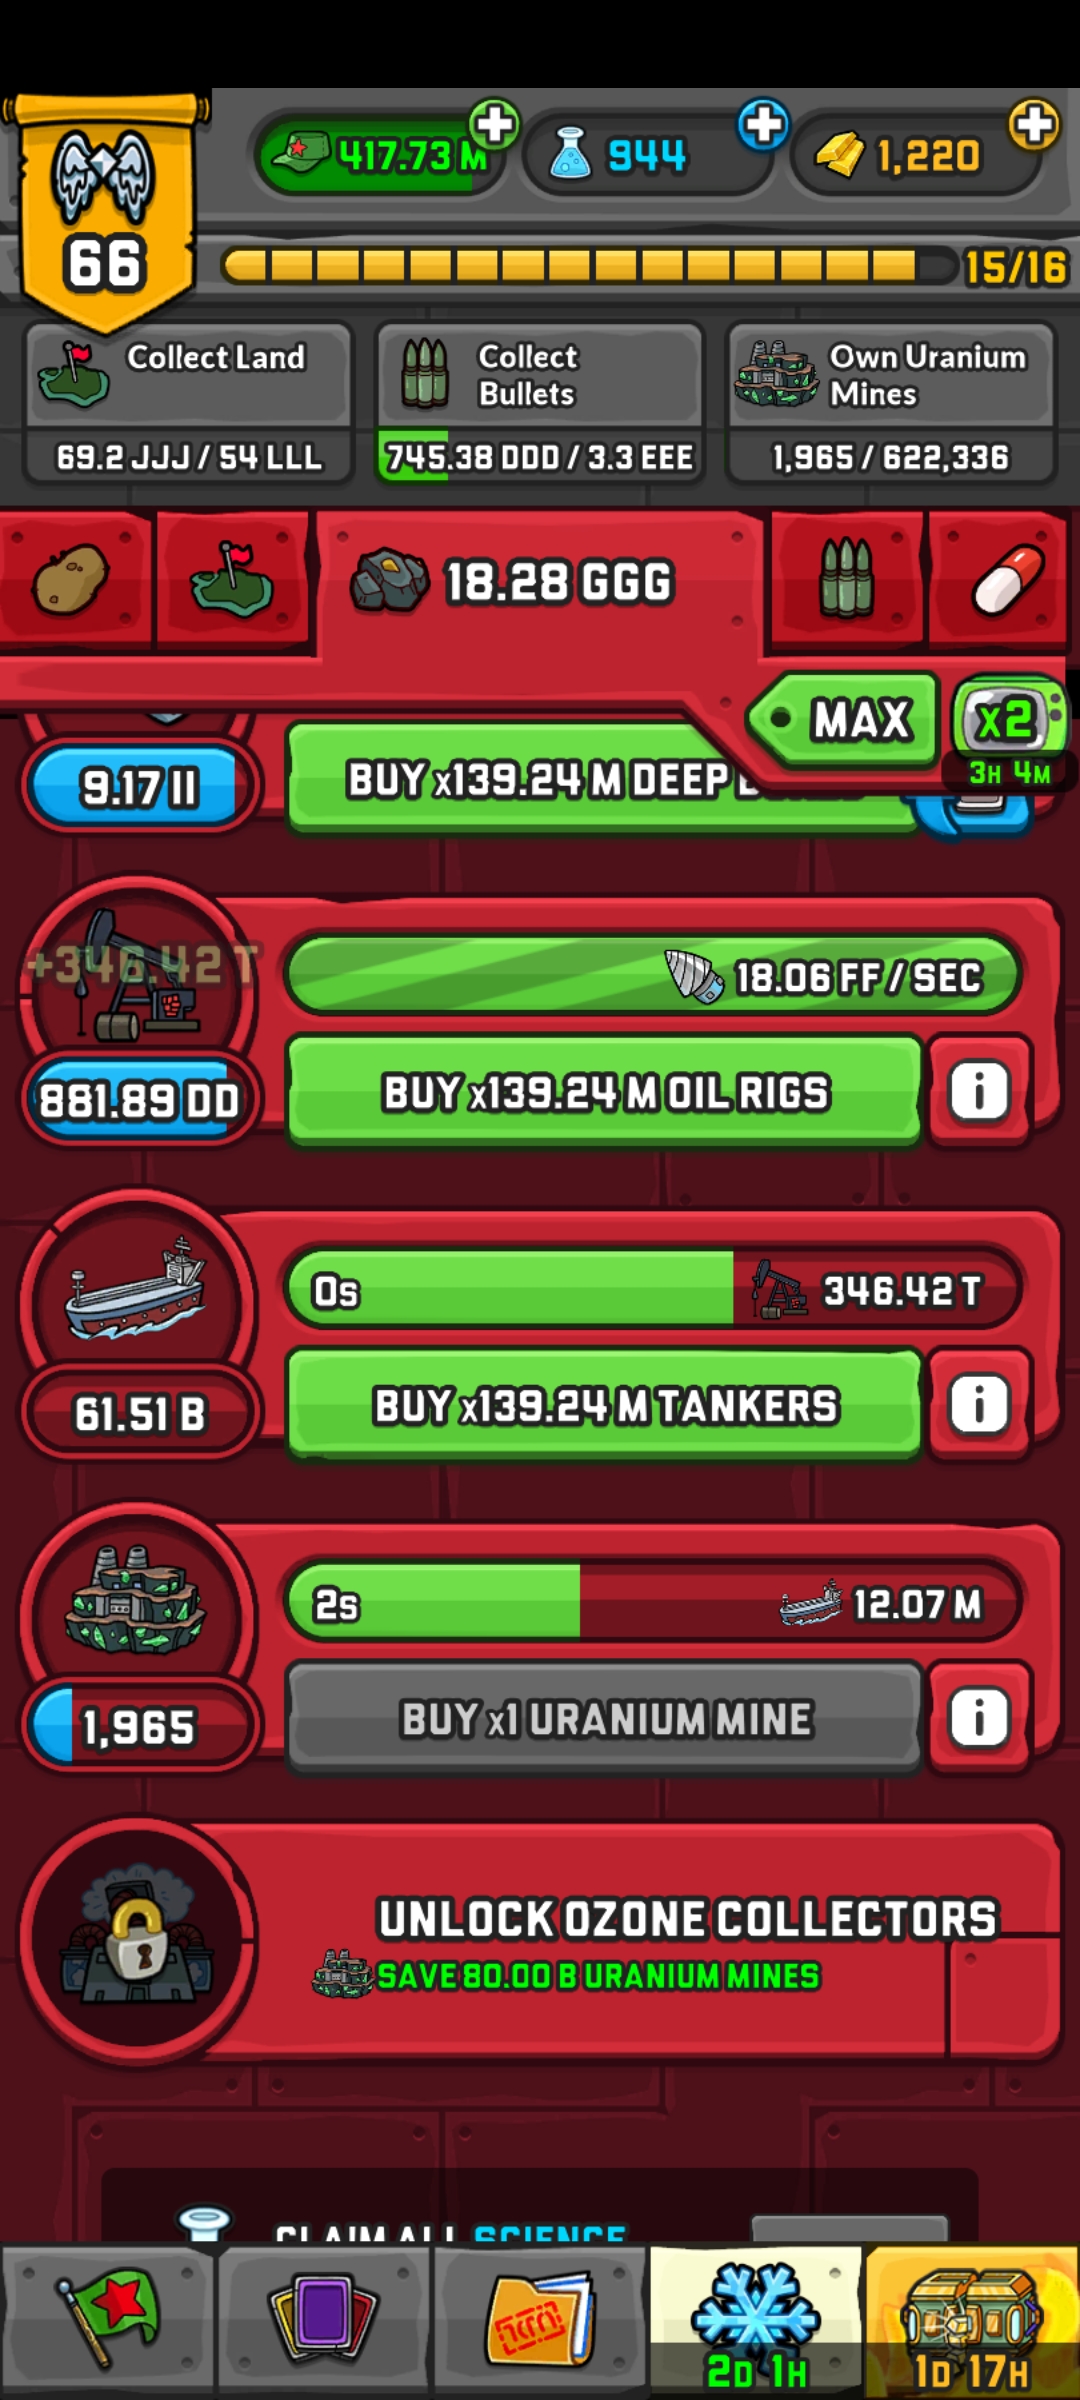 417.73 M
944
1,220
66
15/16
Collect Land
69.2 JJJ / 54 LLL
Collect
Bullets
745.38 DDD / 3.3 EEE
Own Uranium
Mines
1,965 / 622,336
18.28 GGG
MAX
x2
3H 4M
9.17 II
BUY x139.24 M DEEP
+346.42 T
18.06 FF / SEC
881.89 DD
BUY x139.24 M OIL RIGS
0s
346.42 T
61.51 B
BUY x139.24 M TANKERS
2s
12.07 M
1,965
BUY x1 URANIUM MINE
UNLOCK OZONE COLLECTORS
SAVE 80.00 B URANIUM MINES
CLAIM ALL SCIENCE
2D 1H
1D 17H